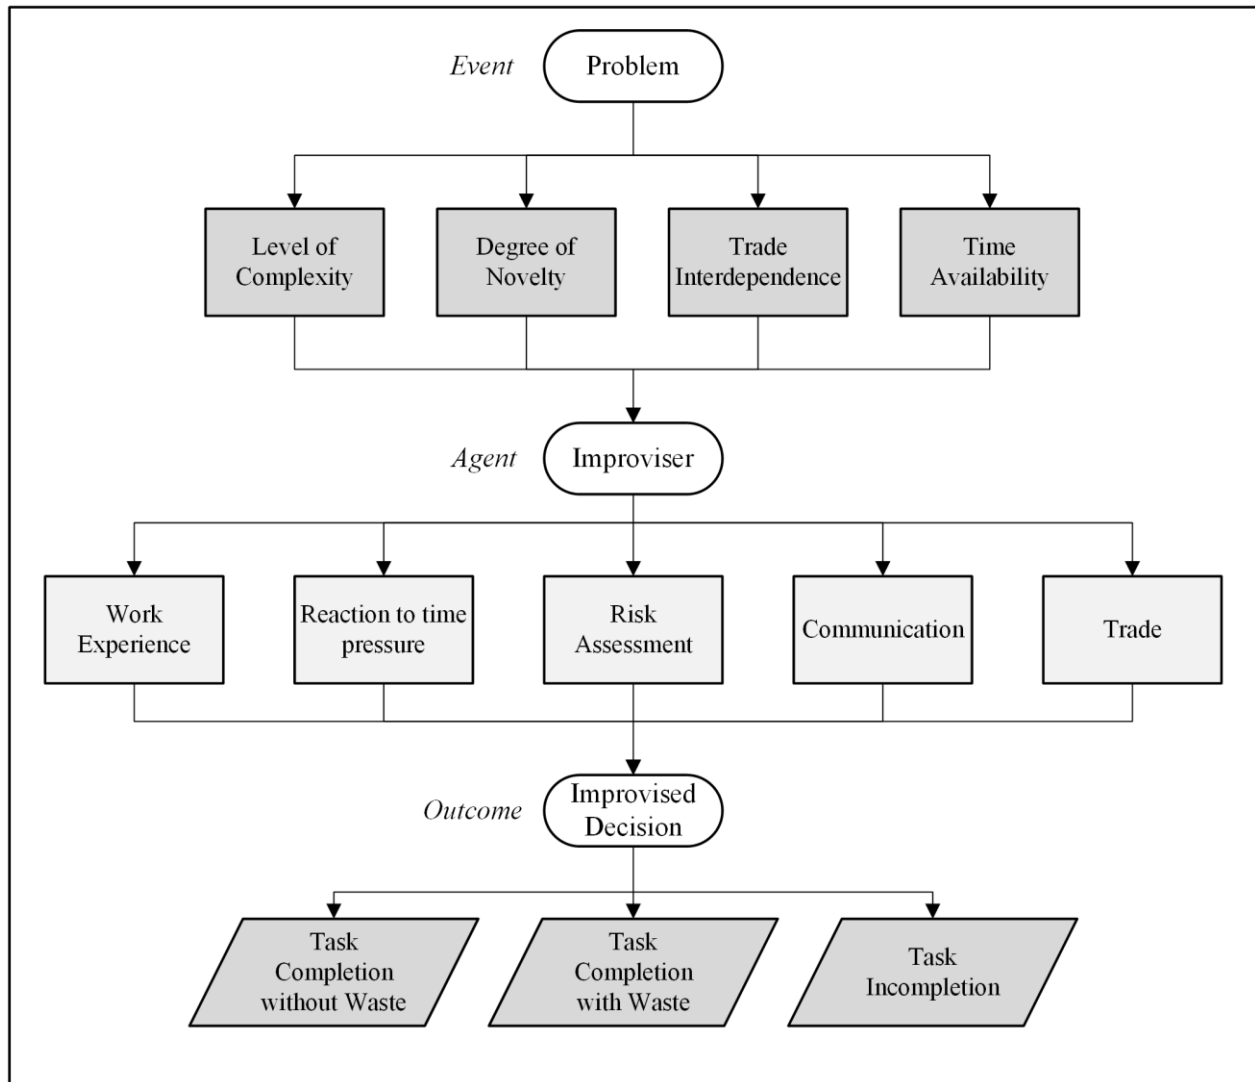 Event
Problem
Level of
Complexity
Degree of
Novelty
Trade
Interdependence
Time
Availability
Agent
Improviser
Work
Experience
Reaction to time
pressure
Risk
Assessment
Communication
Trade
Outcome
Improvised
Decision
Task
Completion
without Waste
Task
Completion
with Waste
Task
Incompletion